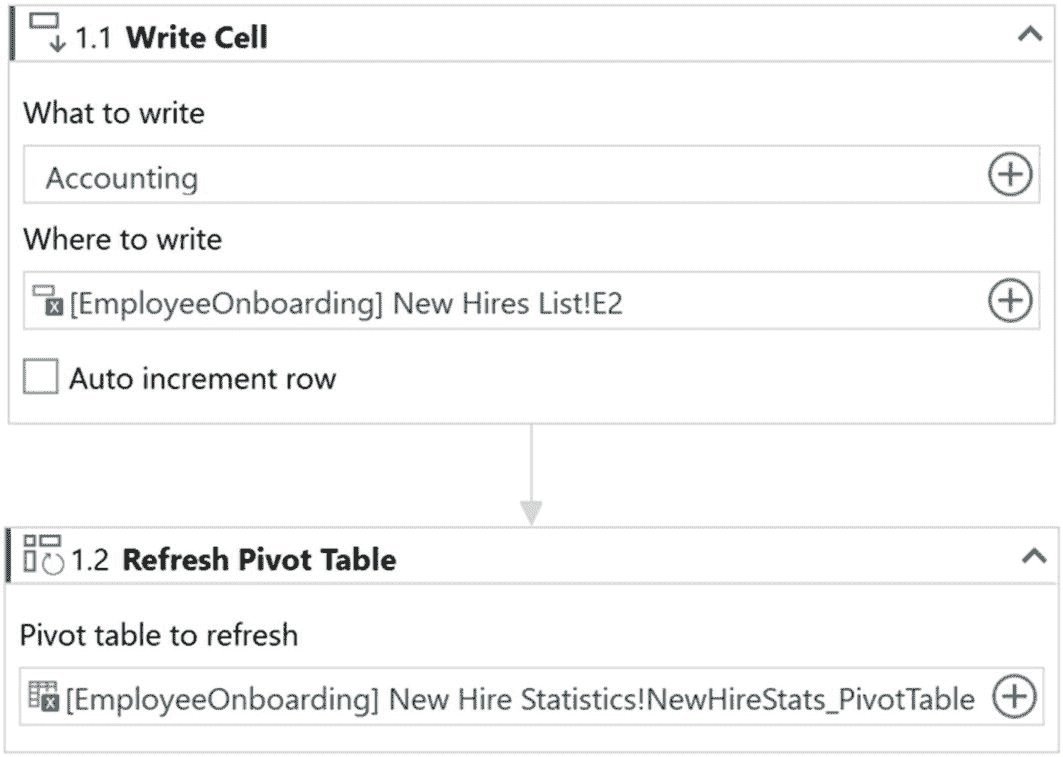 1.1 Write Cell
What to write
Accounting
Where to write
[EmployeeOnboarding] New Hires List!E2
Auto increment row
1.2 Refresh Pivot Table
Pivot table to refresh
[EmployeeOnboarding] New Hire Statistics!NewHireStats_PivotTable